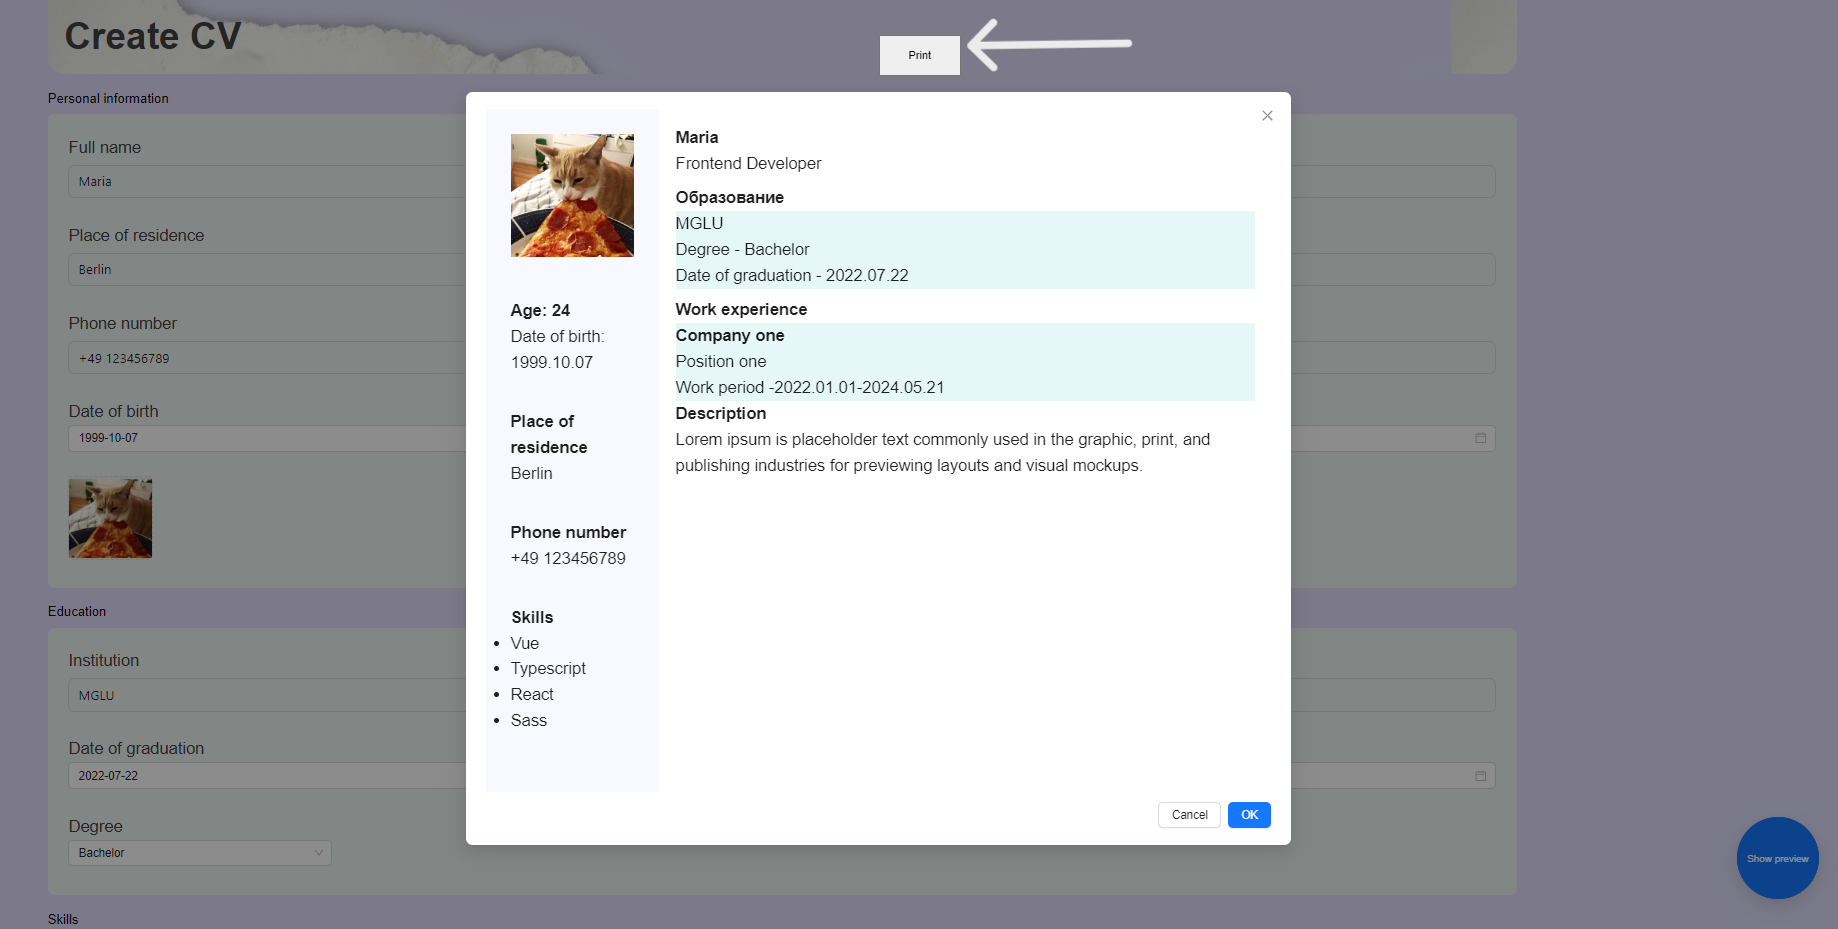 Create CV
Print
Personal information
Full name
Maria
Place of residence
Berlin
Phone number
+49 123456789
Date of birth
1999-10-07
Education
Institution
MGLU
Date of graduation
2022-07-22
Degree
Bachelor
Skills
Age: 24
Date of birth:
1999.10.07
Place of
residence
Berlin
Phone number
+49 123456789
Skills
Vue
Typescript
React
Sass
Maria
Frontend Developer
Образование
MGLU
Degree - Bachelor
Date of graduation - 2022.07.22
Work experience
Company one
Position one
Work period -2022.01.01-2024.05.21
Description
Lorem ipsum is placeholder text commonly used in the graphic, print, and
publishing industries for previewing layouts and visual mockups.
Cancel
OK
Show preview